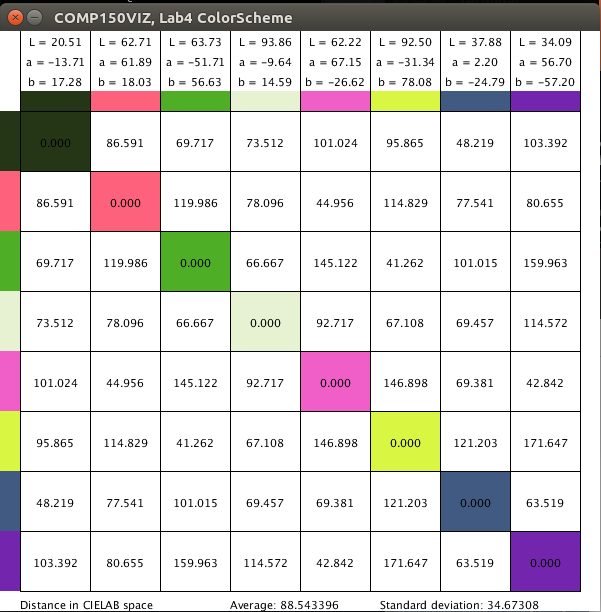 COMP150VIZ, Lab4 ColorScheme
L = 20.51 L = 62.71 L = 63.73 L = 93.86 L = 62.22 L = 92.50 L = 37.88 L = 34.09
a = −13.71 a = 61.89 a = −51.71 a = −9.64 a = 67.15 a = −31.34 a = 2.20 a = 56.70
b = 17.28 b = 18.03 b = 56.63 b = 14.59 b = −26.62 b = 78.08 b = −24.79 b = −57.20
0.000 86.591 69.717 73.512 101.024 95.865 48.219 103.392
86.591 0.000 119.986 78.096 44.956 114.829 77.541 80.655
69.717 119.986 0.000 66.667 145.122 41.262 101.015 159.963
73.512 78.096 66.667 0.000 92.717 67.108 69.457 114.572
101.024 44.956 145.122 92.717 0.000 146.898 69.381 42.842
95.865 114.829 41.262 67.108 146.898 0.000 121.203 171.647
48.219 77.541 101.015 69.457 69.381 121.203 0.000 63.519
103.392 80.655 159.963 114.572 42.842 171.647 63.519 0.000
Distance in CIELAB space Average: 88.543396 Standard deviation: 34.67308